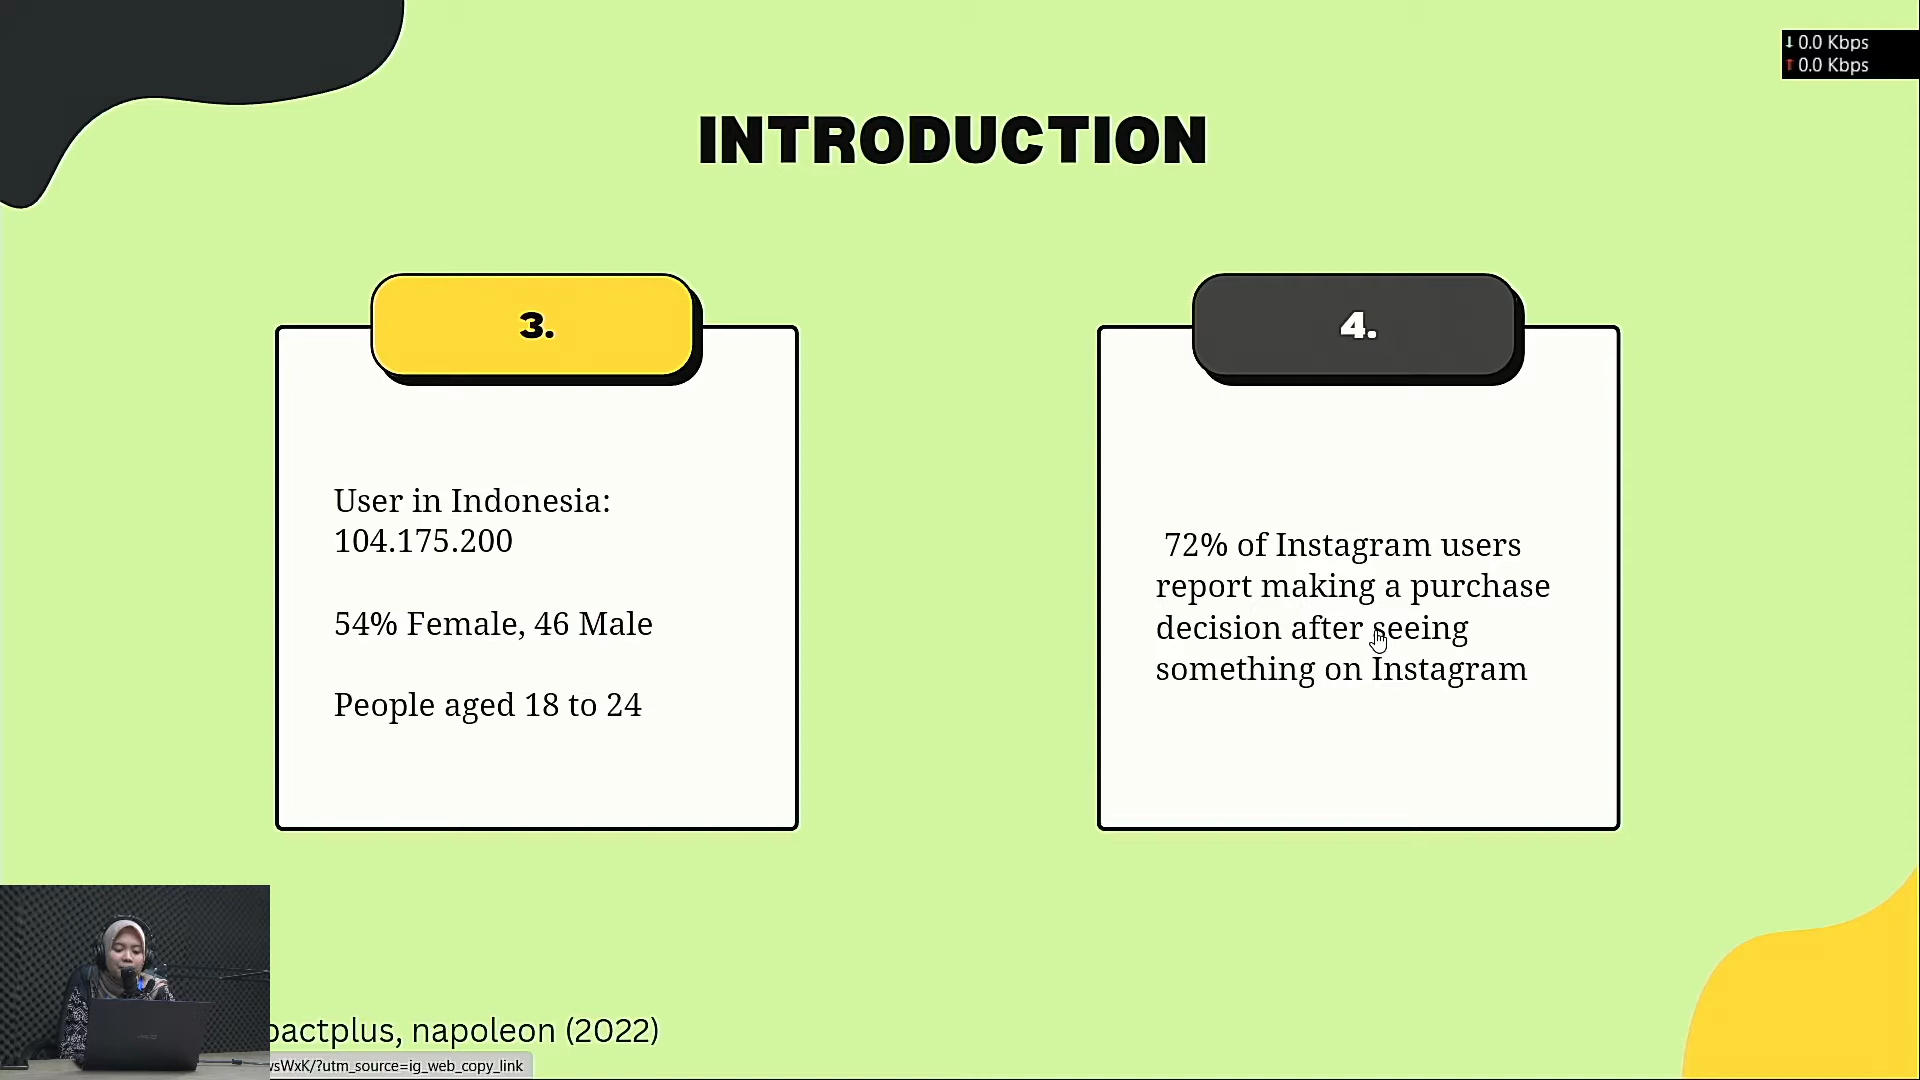 ↓ 0.0 Kbps
↑ 0.0 Kbps
INTRODUCTION
3.
User in Indonesia:
104.175.200
54% Female, 46 Male
People aged 18 to 24
4.
72% of Instagram users
report making a purchase
decision after seeing
something on Instagram
pactplus, napoleon (2022)
wsWxK/?utm_source=ig_web_copy_link